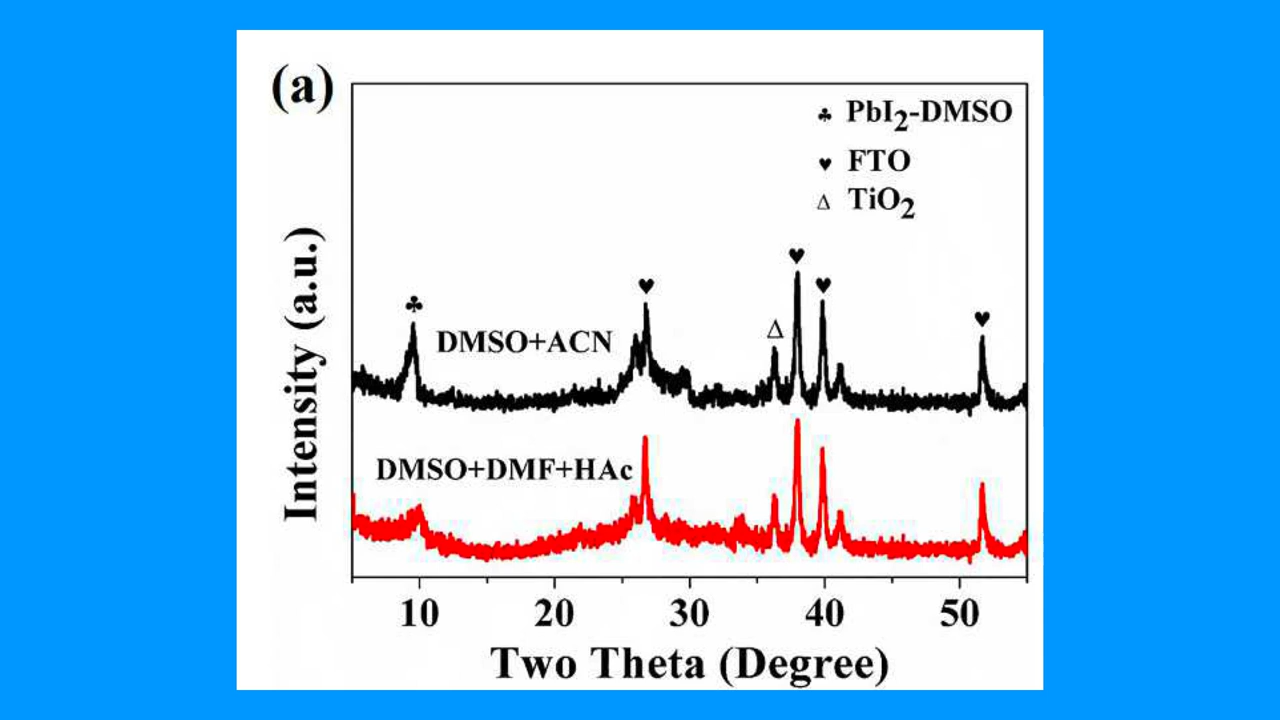 (a)
♣ PbI2-DMSO
♥ FTO
Δ TiO2
♥
♥
♥
♣
♥
Δ
DMSO+ACN
DMSO+DMF+HAc
Intensity (a.u.)
10 20 30 40 50
Two Theta (Degree)